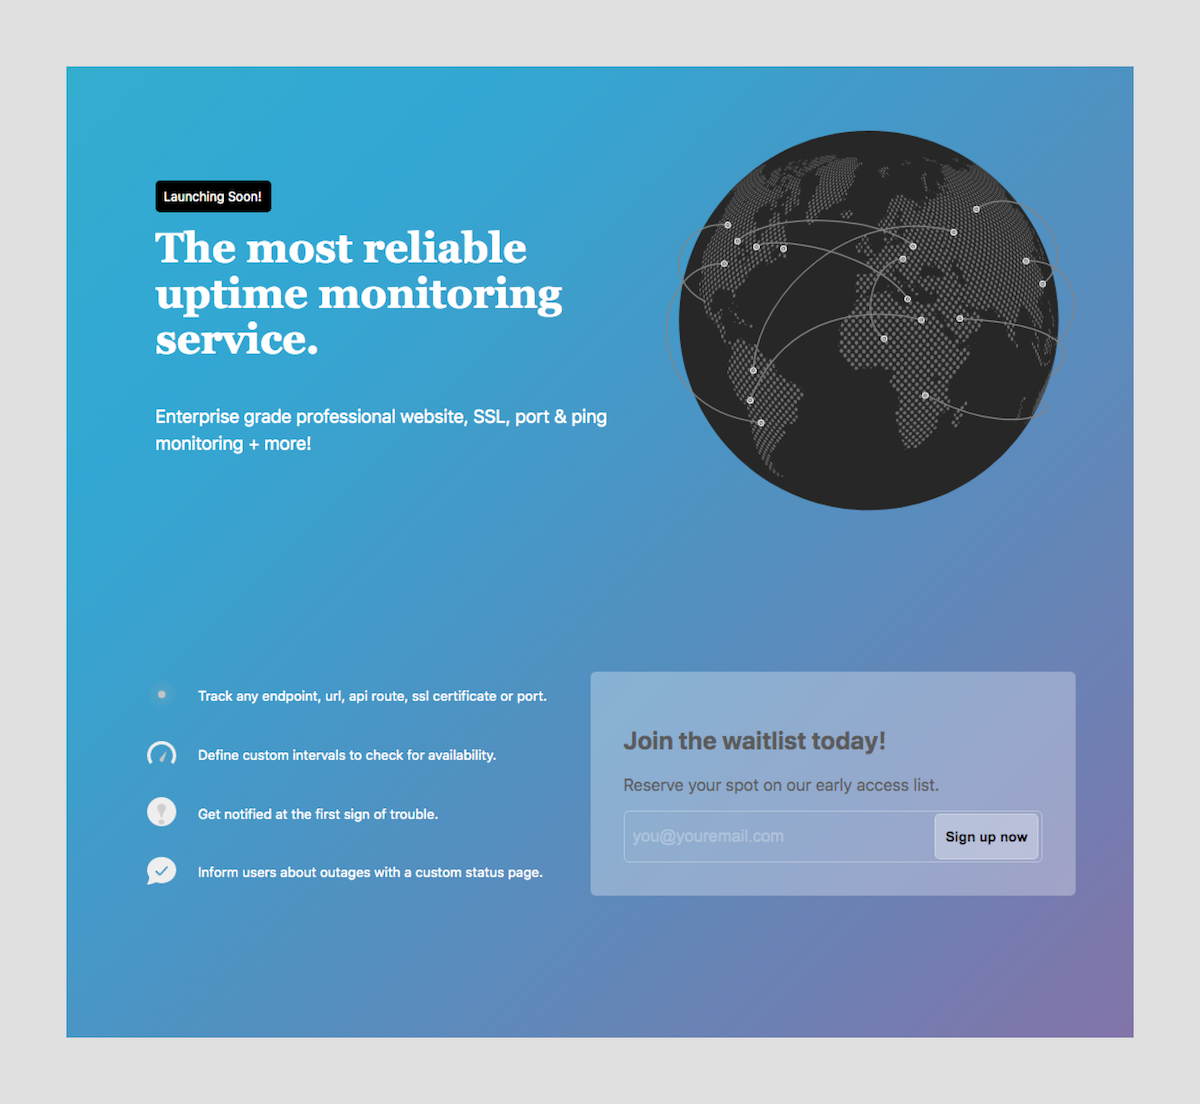 Launching Soon!
The most reliable
uptime monitoring
service.
Enterprise grade professional website, SSL, port & ping
monitoring + more!
Track any endpoint, url, api route, ssl certificate or port.
Define custom intervals to check for availability.
Get notified at the first sign of trouble.
Inform users about outages with a custom status page.
Join the waitlist today!
Reserve your spot on our early access list.
you@youremail.com
Sign up now